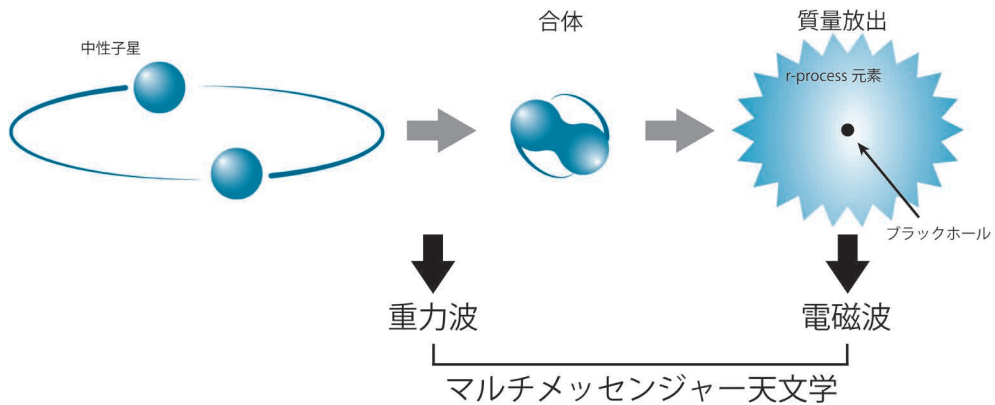 中性子星
合体
質量放出
r-process 元素
ブラックホール
重力波
電磁波
マルチメッセンジャー天文学